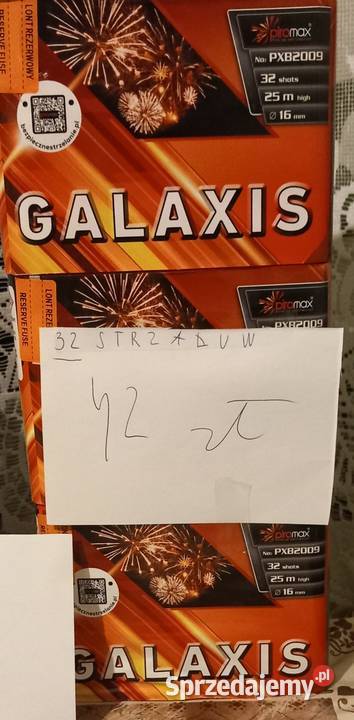 LONT REZERWOWY
RESERVE FUSE
bezpiecznestrzelanie.pl
piromax
No: PXB2009
32 shots
25 m high
Ø 16 mm
GALAXIS
LONT
RESERVE FUSE
piromax
No: PXB2009
32 STRZAŁUW
42 zł
piromax
No: PXB2009
32 shots
25 m high
Ø 16 mm
bezpiecznestrzelanie.pl
GALAXIS
Sprzedajemy.pl